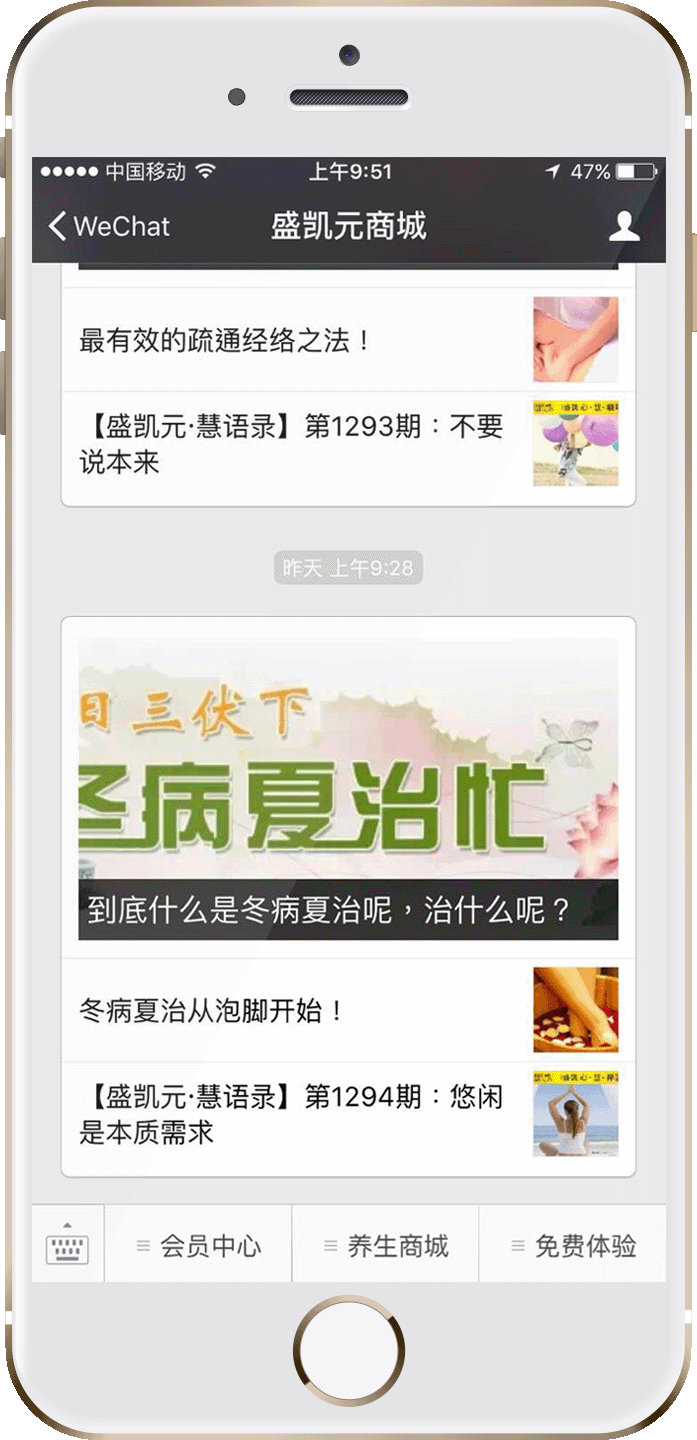 中国移动 上午9:51 47%
WeChat 盛凯元商城
最有效的疏通经络之法！
【盛凯元·慧语录】第1293期：不要
说本来
昨天 上午9:28
日三伏下
冬病夏治忙
到底什么是冬病夏治呢，治什么呢？
冬病夏治从泡脚开始！
【盛凯元·慧语录】第1294期：悠闲
是本质需求
会员中心 养生商城 免费体验